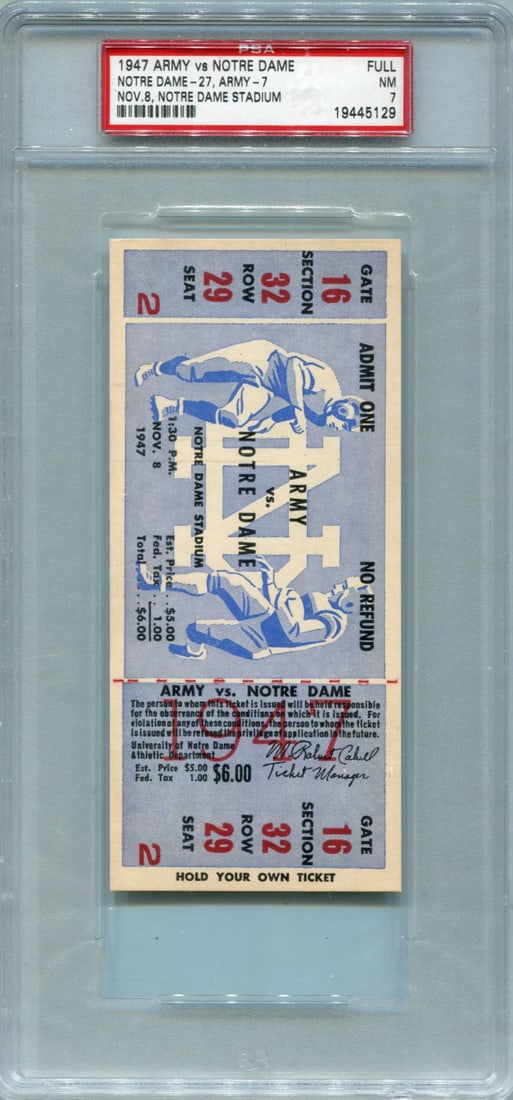 PSA
1947 ARMY vs NOTRE DAME FULL
NOTRE DAME-27, ARMY-7 NM
NOV.8, NOTRE DAME STADIUM 7
19445129
GATE
16
SECTION
32
ROW
29
SEAT
2
ADMIT ONE NO REFUND
ARMY
vs.
NOTRE DAME
NOTRE DAME STADIUM
1:30 P.M. Est. Price . . $5.00
NOV. 8 Fed. Tax . . 1.00
1947 Total . . . $6.00
ARMY vs. NOTRE DAME
1947
The person to whom this ticket is issued will be held responsible
for the observance of the conditions on which it is issued. For
violation of any of these conditions, the person to whom the ticket
is issued will be refused the privilege of application in the future.
University of Notre Dame
Athletic Department
Est. Price $5.00
Fed. Tax 1.00 $6.00
M. Robert Cahill
Ticket Manager
GATE
16
SECTION
32
ROW
29
SEAT
2
HOLD YOUR OWN TICKET